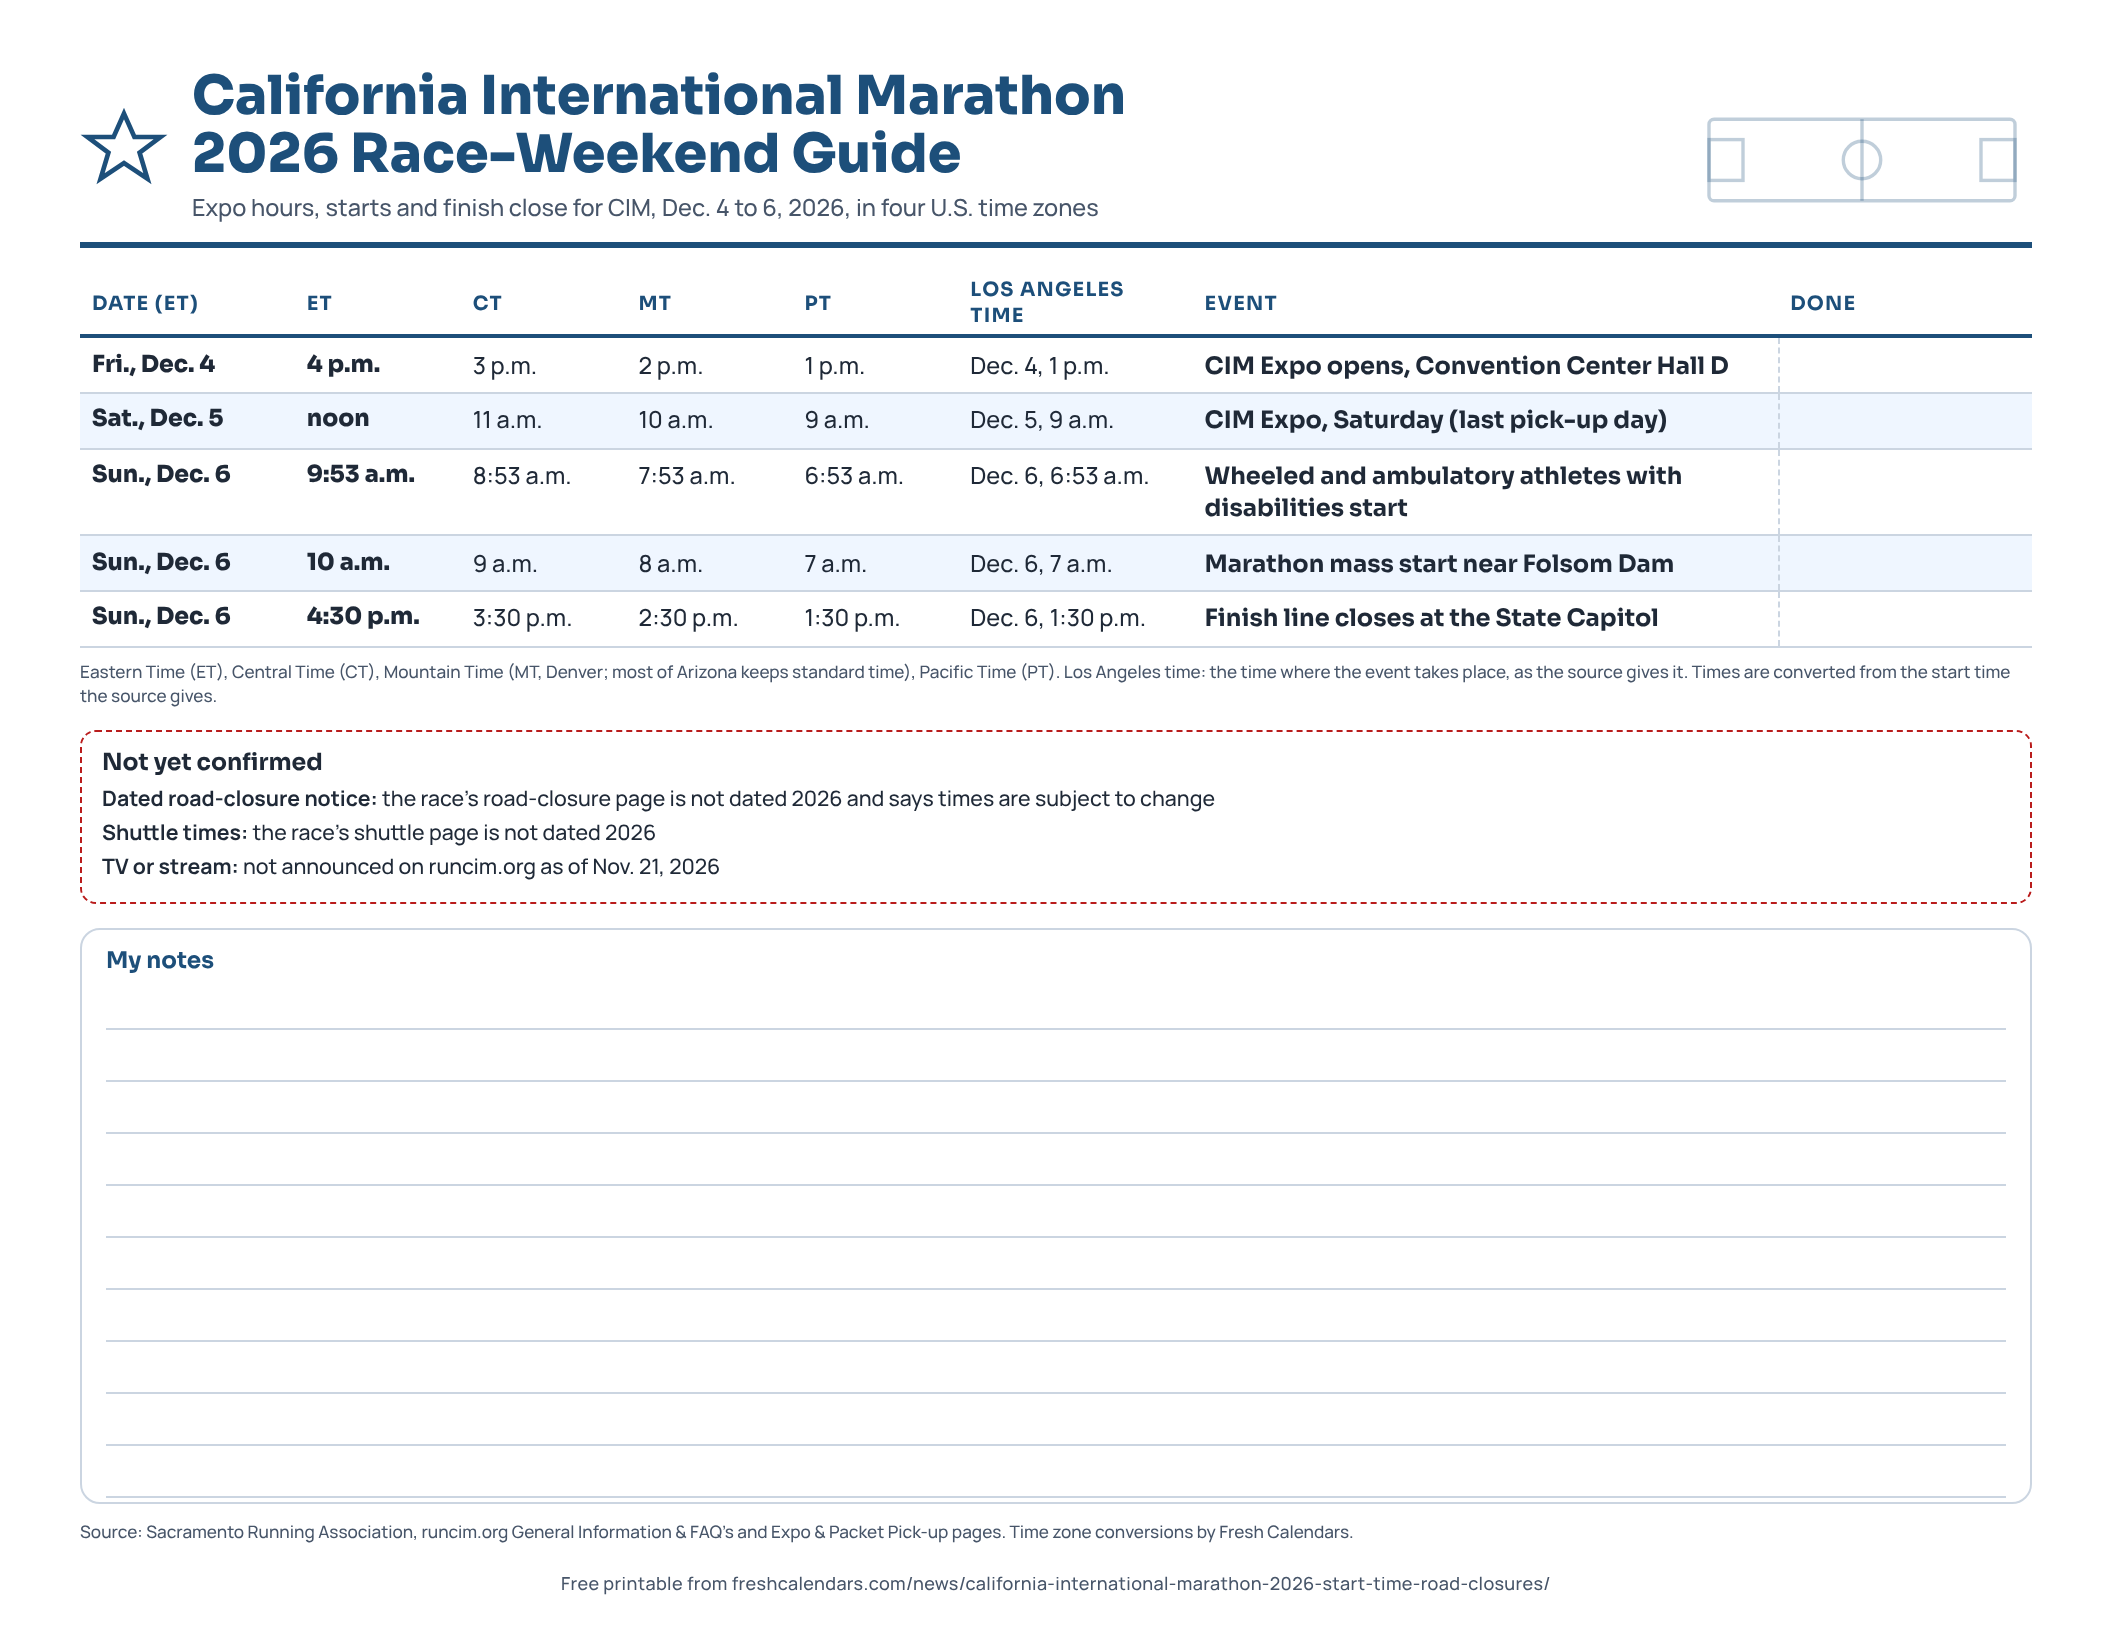 California International Marathon
2026 Race-Weekend Guide
Expo hours, starts and finish close for CIM, Dec. 4 to 6, 2026, in four U.S. time zones
DATE (ET) ET CT MT PT LOS ANGELES TIME EVENT DONE
Fri., Dec. 4 4 p.m. 3 p.m. 2 p.m. 1 p.m. Dec. 4, 1 p.m. CIM Expo opens, Convention Center Hall D
Sat., Dec. 5 noon 11 a.m. 10 a.m. 9 a.m. Dec. 5, 9 a.m. CIM Expo, Saturday (last pick-up day)
Sun., Dec. 6 9:53 a.m. 8:53 a.m. 7:53 a.m. 6:53 a.m. Dec. 6, 6:53 a.m. Wheeled and ambulatory athletes with
disabilities start
Sun., Dec. 6 10 a.m. 9 a.m. 8 a.m. 7 a.m. Dec. 6, 7 a.m. Marathon mass start near Folsom Dam
Sun., Dec. 6 4:30 p.m. 3:30 p.m. 2:30 p.m. 1:30 p.m. Dec. 6, 1:30 p.m. Finish line closes at the State Capitol
Eastern Time (ET), Central Time (CT), Mountain Time (MT, Denver; most of Arizona keeps standard time), Pacific Time (PT). Los Angeles time: the time where the event takes place, as the source gives it. Times are converted from the start time
the source gives.
Not yet confirmed
Dated road-closure notice: the race's road-closure page is not dated 2026 and says times are subject to change
Shuttle times: the race's shuttle page is not dated 2026
TV or stream: not announced on runcim.org as of Nov. 21, 2026
My notes
Source: Sacramento Running Association, runcim.org General Information & FAQ's and Expo & Packet Pick-up pages. Time zone conversions by Fresh Calendars.
Free printable from freshcalendars.com/news/california-international-marathon-2026-start-time-road-closures/